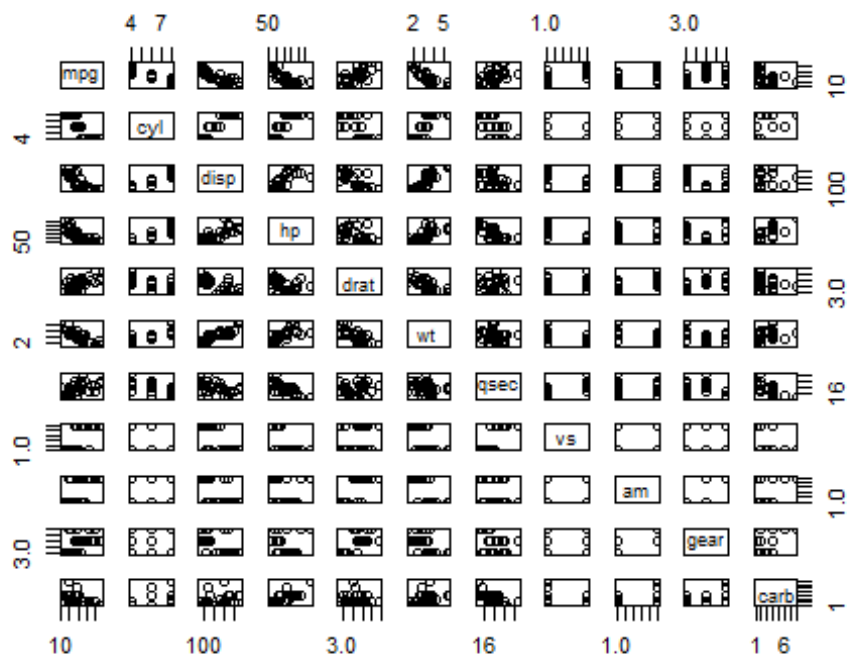 4 7 50 2 5 1.0 3.0
mpg 10
4 cyl
disp 100
50 hp
drat 3.0
2 wt
qsec 16
1.0 vs
am 1.0
3.0 gear
carb 1
10 100 3.0 16 1.0 1 6